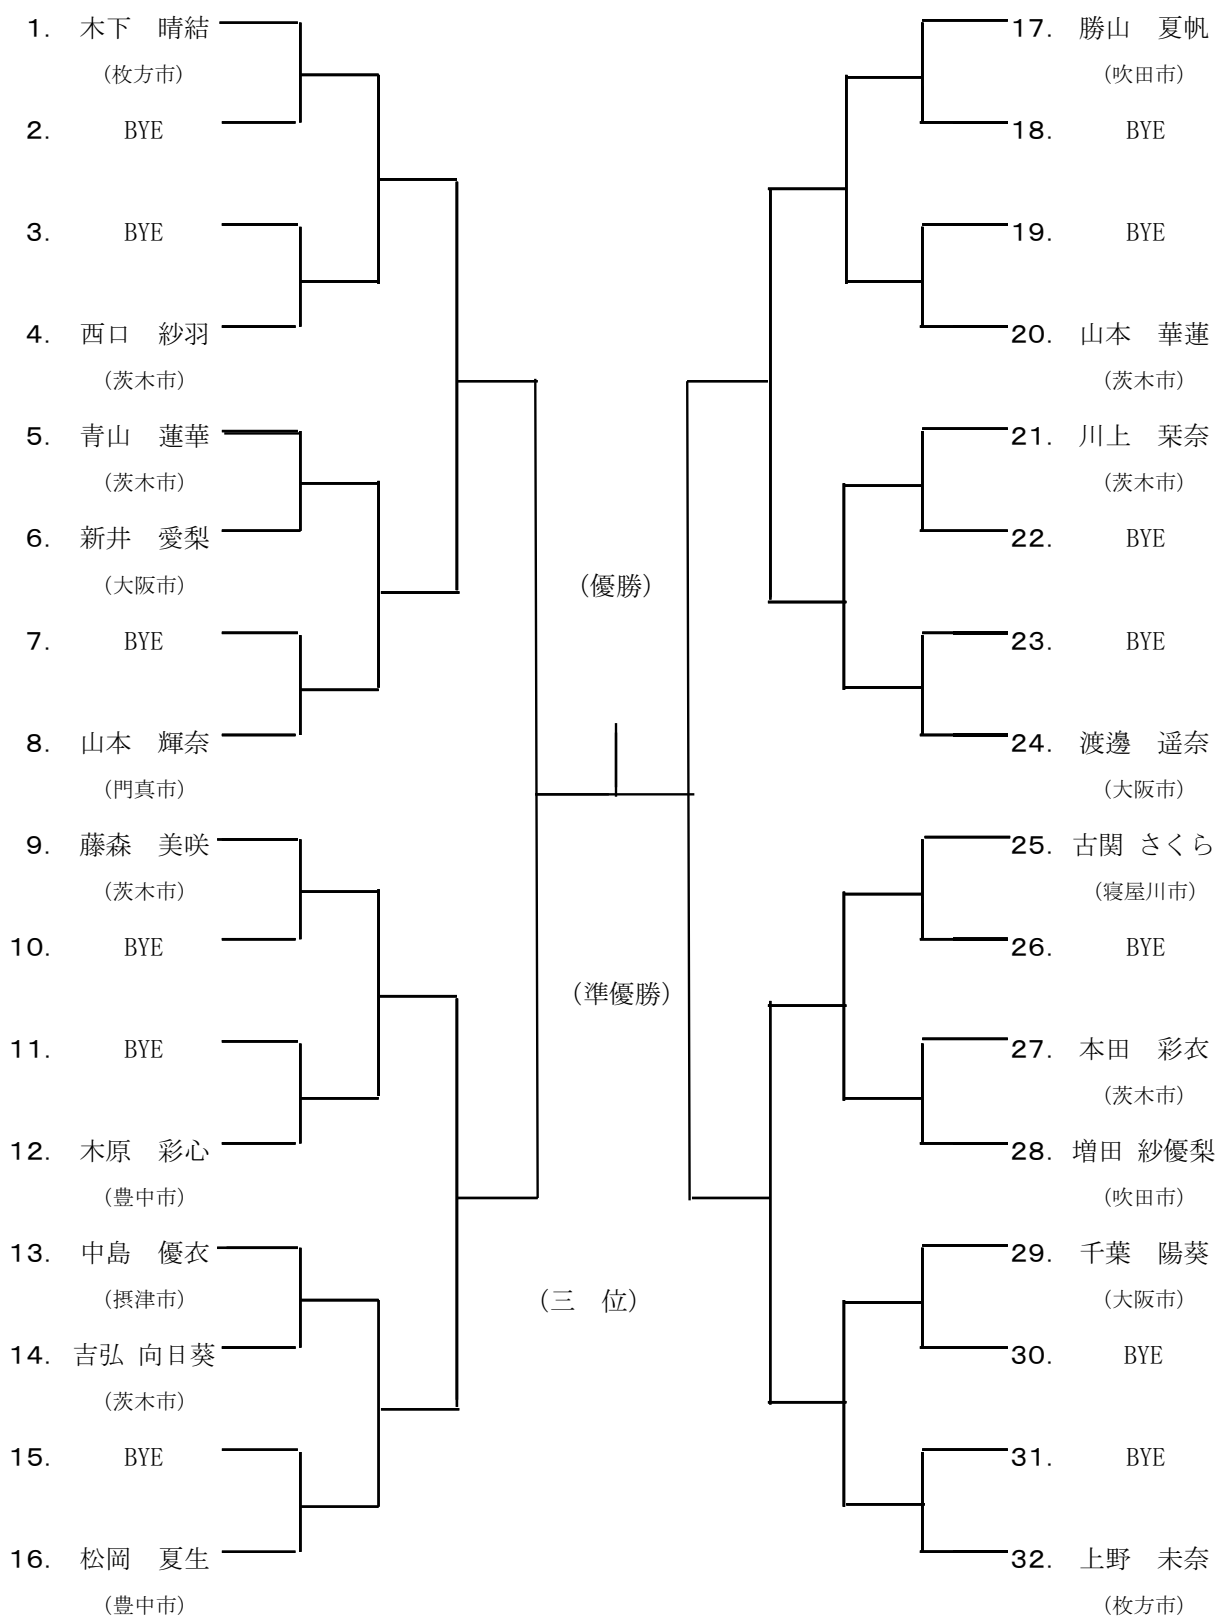 1. 木下　晴結
（枚方市）
2. BYE
3. BYE
4. 西口　紗羽
（茨木市）
5. 青山　蓮華
（茨木市）
6. 新井　愛梨
（大阪市）
7. BYE
8. 山本　輝奈
（門真市）
9. 藤森　美咲
（茨木市）
10. BYE
11. BYE
12. 木原　彩心
（豊中市）
13. 中島　優衣
（摂津市）
14. 吉弘 向日葵
（茨木市）
15. BYE
16. 松岡　夏生
（豊中市）
（優勝）
（準優勝）
（三　位）
17. 勝山　夏帆
（吹田市）
18. BYE
19. BYE
20. 山本　華蓮
（茨木市）
21. 川上　栞奈
（茨木市）
22. BYE
23. BYE
24. 渡邊　遥奈
（大阪市）
25. 古関 さくら
（寝屋川市）
26. BYE
27. 本田　彩衣
（茨木市）
28. 増田 紗優梨
（吹田市）
29. 千葉　陽葵
（大阪市）
30. BYE
31. BYE
32. 上野　未奈
（枚方市）